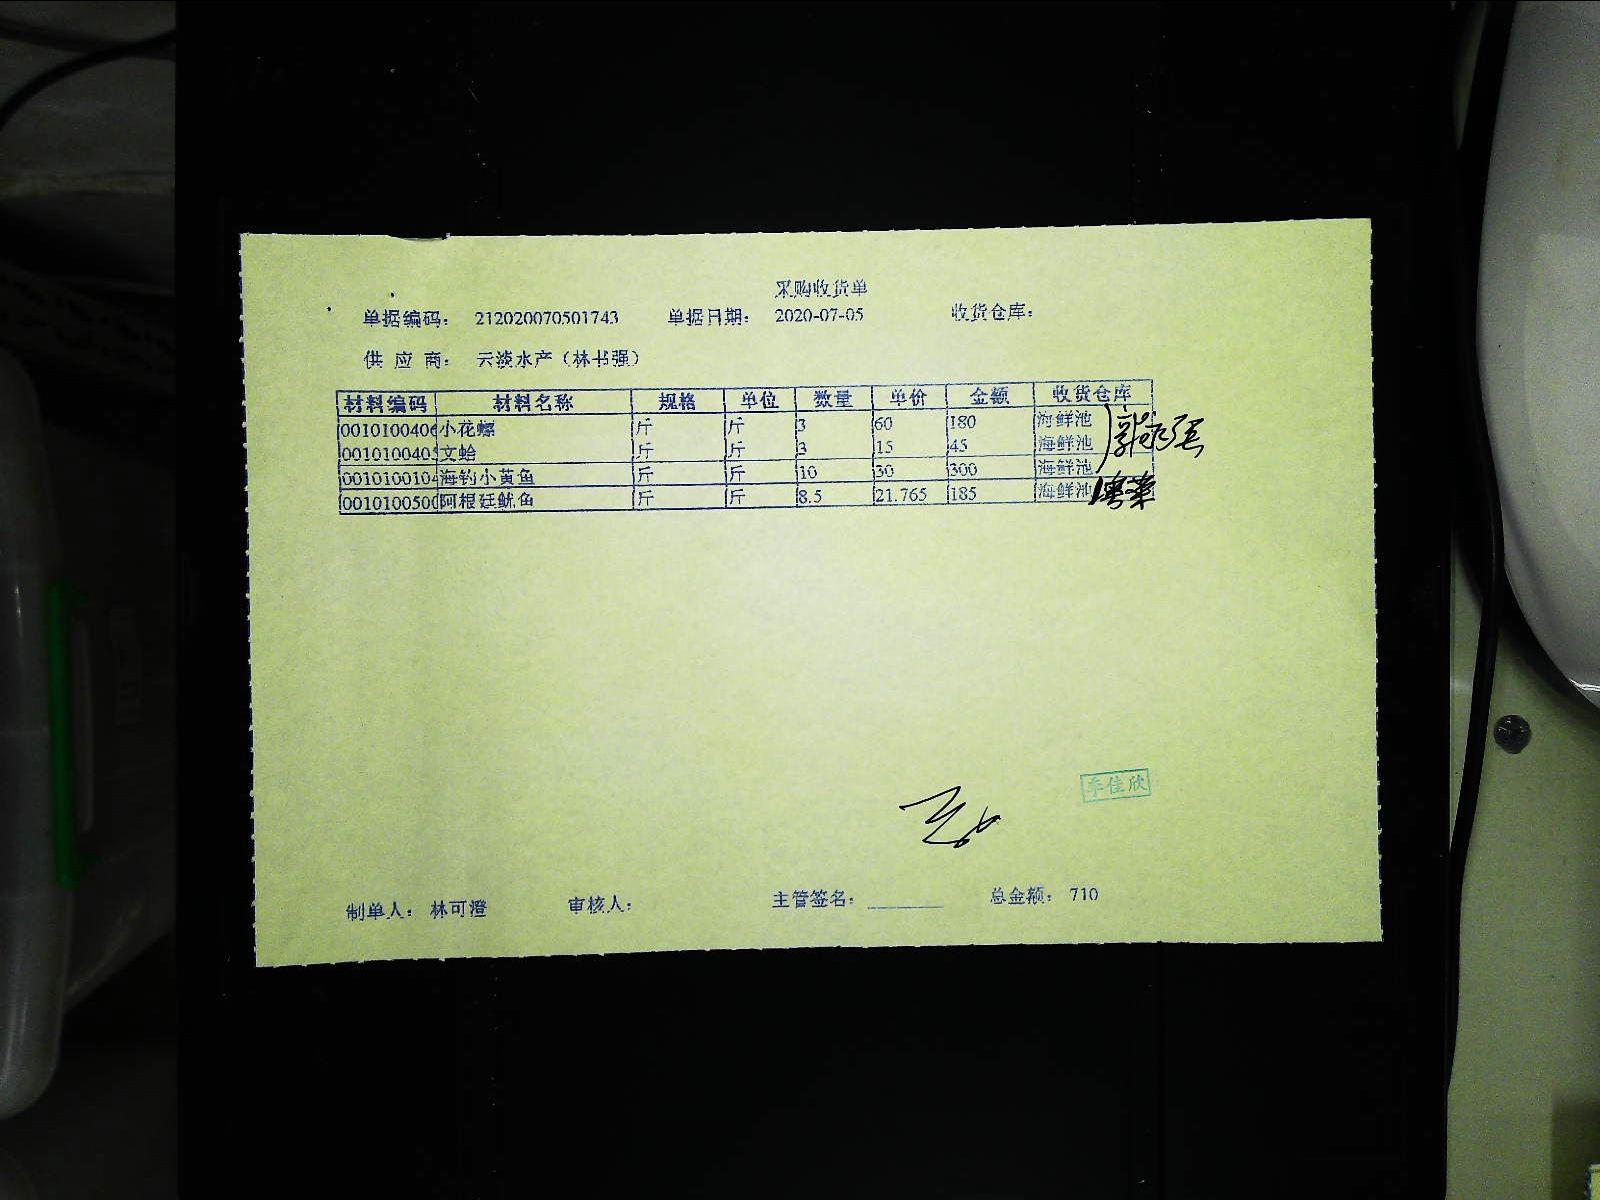 采购收货单
单据编码： 212020070501743 单据日期： 2020-07-05 收货仓库：
供 应 商： 云淡水产（林书强）
材料编码 材料名称 规格 单位 数量 单价 金额 收货仓库
0010100406 小花螺 斤 斤 3 60 180 海鲜池
001010040 文蛤 斤 斤 3 15 45 海鲜池
001010010 海钓小黄鱼 斤 斤 10 30 300 海鲜池
001010050 阿根廷鱿鱼 斤 斤 8.5 21.765 185 海鲜池
李佳欣
制单人： 林可澄 审核人： 主管签名： 总金额： 710